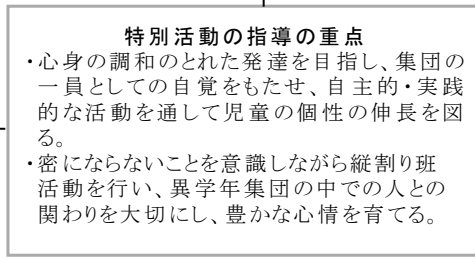 特別活動の指導の重点
・心身の調和のとれた発達を目指し、集団の
一員としての自覚をもたせ、自主的・実践
的な活動を通して児童の個性の伸長を図
る。
・密にならないことを意識しながら縦割り班
活動を行い、異学年集団の中での人との
関わりを大切にし、豊かな心情を育てる。